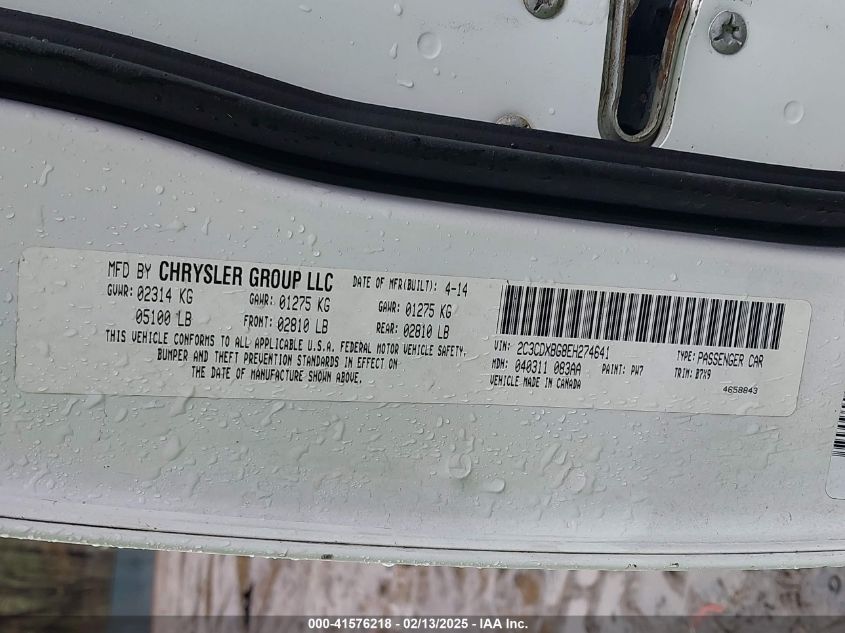 MFD BY CHRYSLER GROUP LLC DATE OF MFR(BUILT): 4-14
GVWR: 02314 KG GAWR: 01275 KG GAWR: 01275 KG
05100 LB FRONT: 02810 LB REAR: 02810 LB
THIS VEHICLE CONFORMS TO ALL APPLICABLE U.S.A. FEDERAL MOTOR VEHICLE SAFETY,
BUMPER AND THEFT PREVENTION STANDARDS IN EFFECT ON
THE DATE OF MANUFACTURE SHOWN ABOVE.
VIN: 2C3CDXBG8EH274641 TYPE: PASSENGER CAR
MDH: 040311 083AA PAINT: PW7 TRIM: B7X9
VEHICLE MADE IN CANADA 4658843
000-41576218 - 02/13/2025 - IAA Inc.